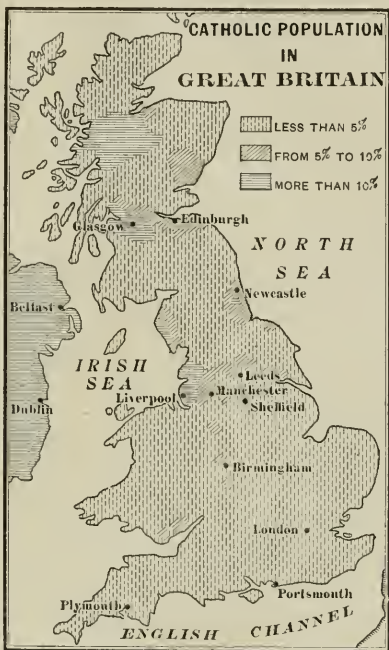 CATHOLIC POPULATION
IN
GREAT BRITAIN
LESS THAN 5%
FROM 5% TO 10%
MORE THAN 10%
Edinburgh
Glasgow
NORTH
SEA
Newcastle
Belfast
IRISH
SEA
Leeds
Manchester
Liverpool
Sheffield
Dublin
Birmingham
London
Portsmouth
Plymouth
ENGLISH CHANNEL